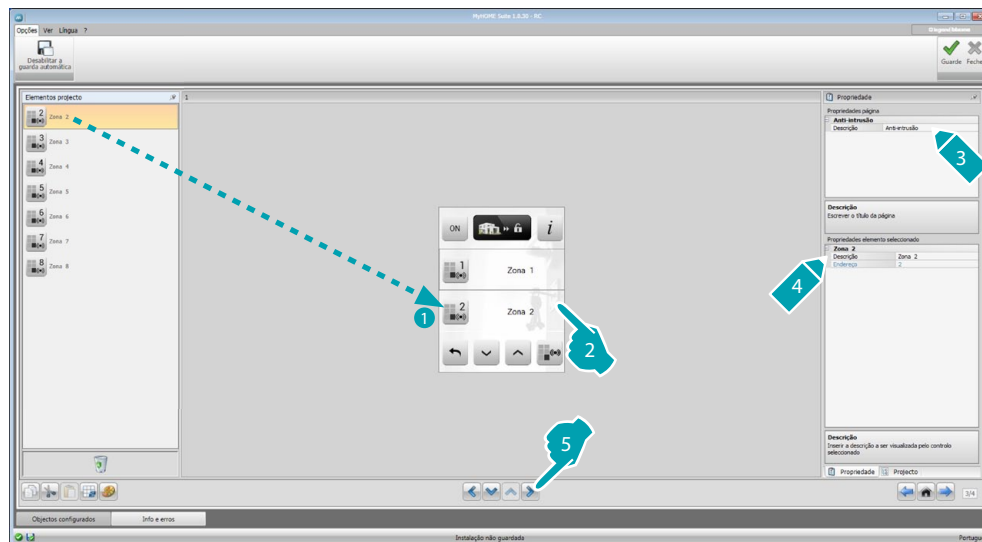 MyHOME Suite 1.0.30 - RC
Opções Ver Língua ?
Desabilitar a
guarda automática
Guarde Feche
Elementos projecto
1
Propriedade
2 Zona 2
3 Zona 3
4 Zona 4
5 Zona 5
6 Zona 6
7 Zona 7
8 Zona 8
ON
i
1 Zona 1
2 Zona 2
1
2
Propriedades página
Anti-intrusão
Descrição Anti-intrusão
3
Descrição
Escrever o título da página
Propriedades elemento seleccionado
Zona 2
Descrição Zona 2
Endereço 2
4
5
Descrição
Inserir a descrição a ser visualizada pelo controlo
seleccionado
Propriedade Projecto
3/4
Objectos configurados Info e erros
Instalação não guardada
Portugu